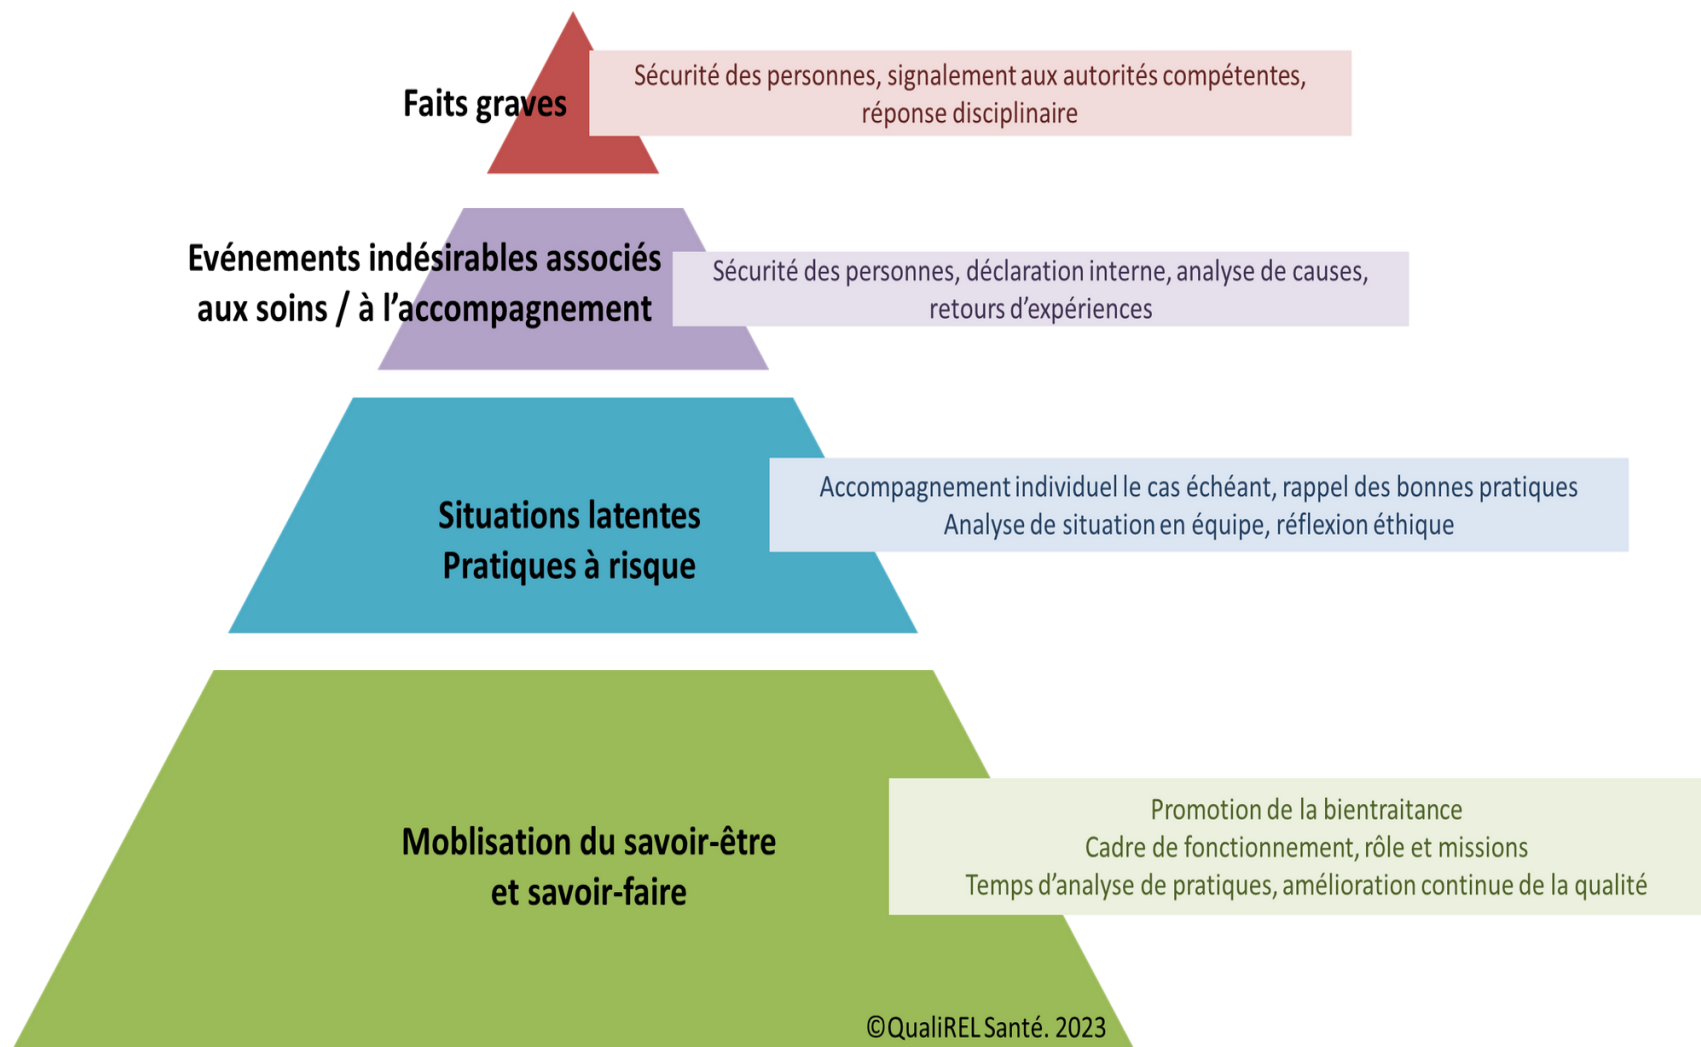 Faits graves
Sécurité des personnes, signalement aux autorités compétentes,
réponse disciplinaire
Evénements indésirables associés
aux soins / à l’accompagnement
Sécurité des personnes, déclaration interne, analyse de causes,
retours d’expériences
Situations latentes
Pratiques à risque
Accompagnement individuel le cas échéant, rappel des bonnes pratiques
Analyse de situation en équipe, réflexion éthique
Moblisation du savoir-être
et savoir-faire
Promotion de la bientraitance
Cadre de fonctionnement, rôle et missions
Temps d’analyse de pratiques, amélioration continue de la qualité
©QualiREL Santé. 2023